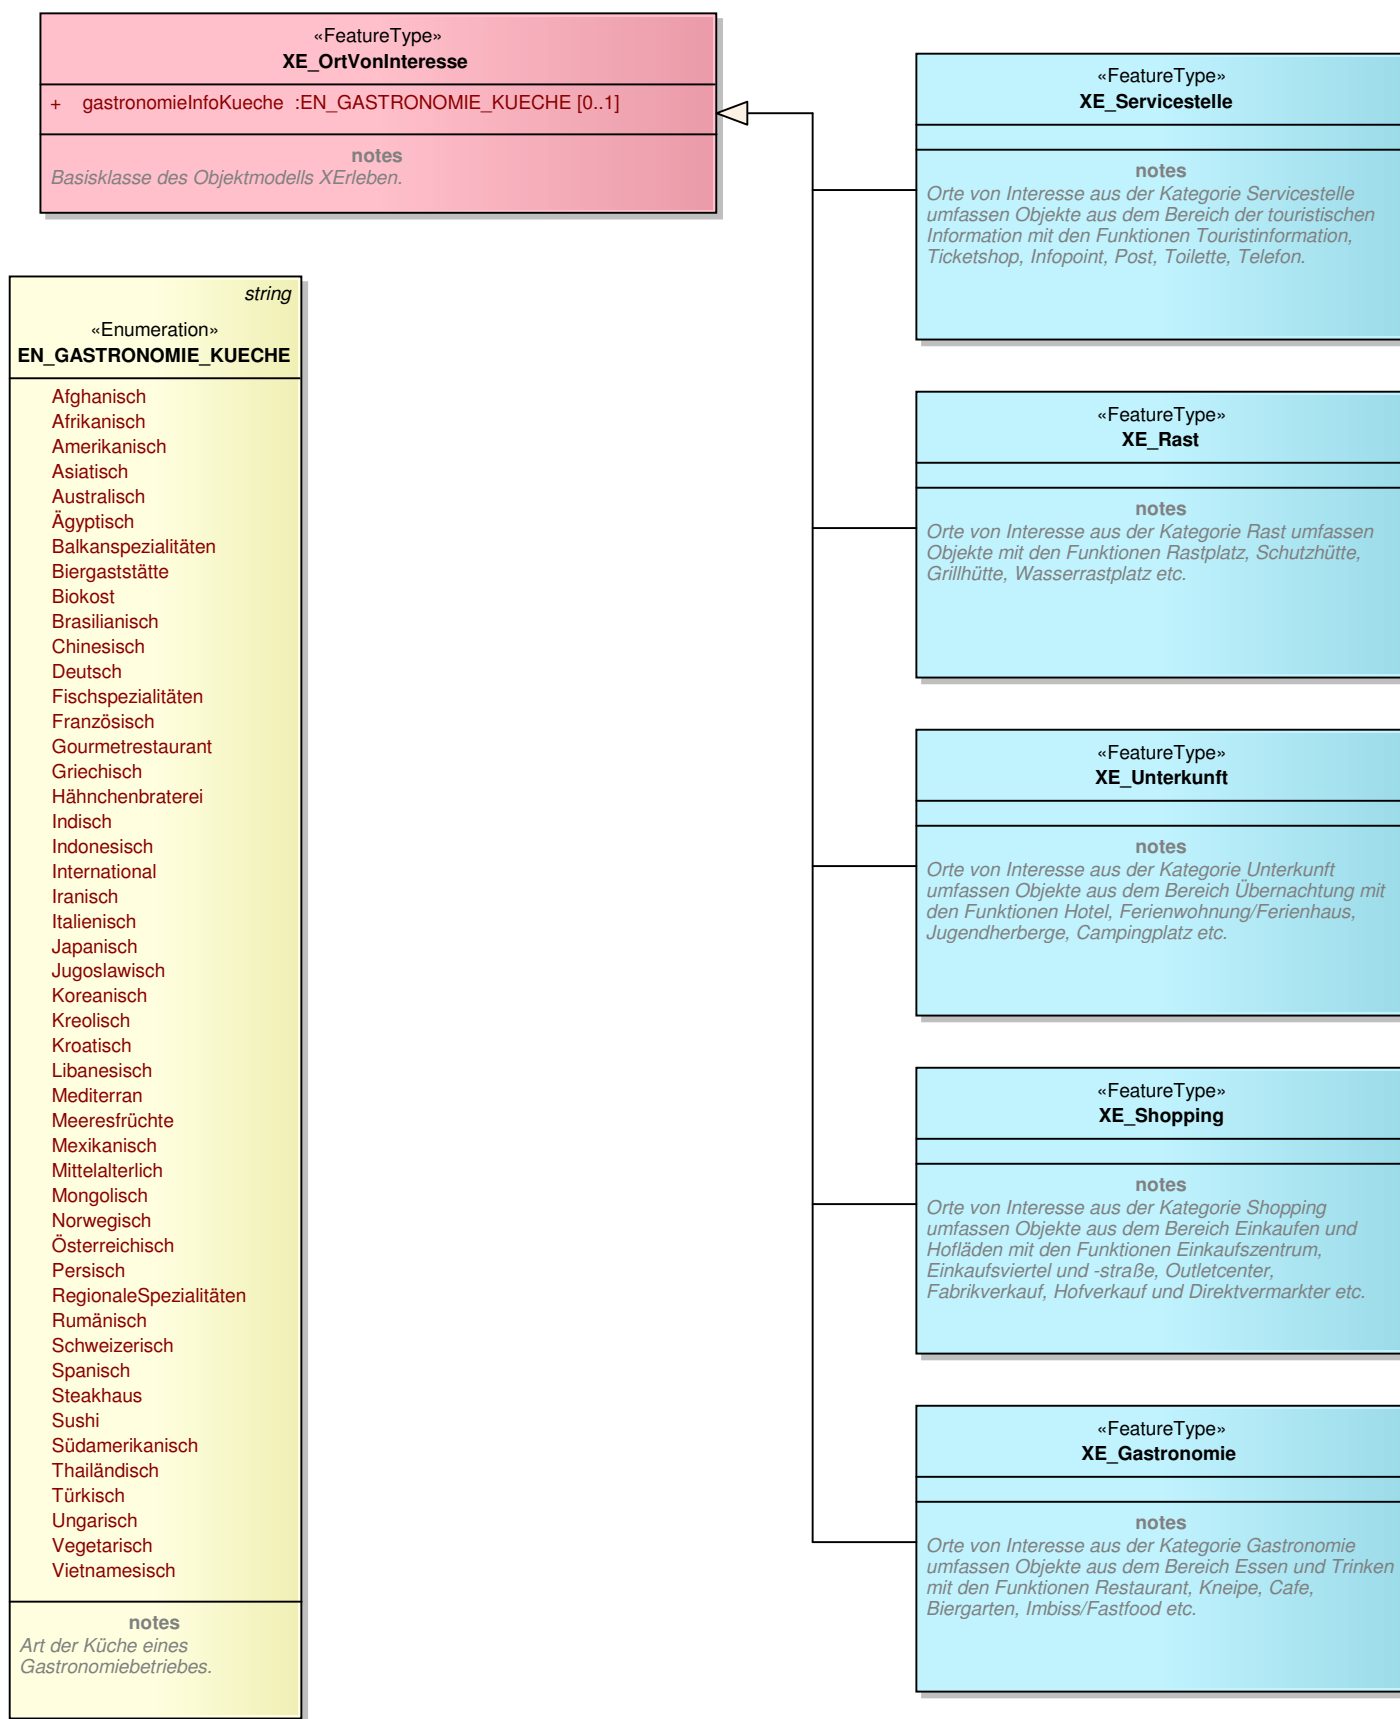 «FeatureType»
XE_OrtVonInteresse
+ gastronomieInfoKueche :EN_GASTRONOMIE_KUECHE [0..1]
notes
Basisklasse des Objektmodells XErleben.
string
«Enumeration»
EN_GASTRONOMIE_KUECHE
Afghanisch
Afrikanisch
Amerikanisch
Asiatisch
Australisch
Ägyptisch
Balkanspezialitäten
Biergaststätte
Biokost
Brasilianisch
Chinesisch
Deutsch
Fischspezialitäten
Französisch
Gourmetrestaurant
Griechisch
Hähnchenbraterei
Indisch
Indonesisch
International
Iranisch
Italienisch
Japanisch
Jugoslawisch
Koreanisch
Kreolisch
Kroatisch
Libanesisch
Mediterran
Meeresfrüchte
Mexikanisch
Mittelalterlich
Mongolisch
Norwegisch
Österreichisch
Persisch
RegionaleSpezialitäten
Rumänisch
Schweizerisch
Spanisch
Steakhaus
Sushi
Südamerikanisch
Thailändisch
Türkisch
Ungarisch
Vegetarisch
Vietnamesisch
notes
Art der Küche eines
Gastronomiebetriebes.
«FeatureType»
XE_Servicestelle
notes
Orte von Interesse aus der Kategorie Servicestelle
umfassen Objekte aus dem Bereich der touristischen
Information mit den Funktionen Touristinformation,
Ticketshop, Infopoint, Post, Toilette, Telefon.
«FeatureType»
XE_Rast
notes
Orte von Interesse aus der Kategorie Rast umfassen
Objekte mit den Funktionen Rastplatz, Schutzhütte,
Grillhütte, Wasserrastplatz etc.
«FeatureType»
XE_Unterkunft
notes
Orte von Interesse aus der Kategorie Unterkunft
umfassen Objekte aus dem Bereich Übernachtung mit
den Funktionen Hotel, Ferienwohnung/Ferienhaus,
Jugendherberge, Campingplatz etc.
«FeatureType»
XE_Shopping
notes
Orte von Interesse aus der Kategorie Shopping
umfassen Objekte aus dem Bereich Einkaufen und
Hofläden mit den Funktionen Einkaufszentrum,
Einkaufsviertel und -straße, Outletcenter,
Fabrikverkauf, Hofverkauf und Direktvermarkter etc.
«FeatureType»
XE_Gastronomie
notes
Orte von Interesse aus der Kategorie Gastronomie
umfassen Objekte aus dem Bereich Essen und Trinken
mit den Funktionen Restaurant, Kneipe, Cafe,
Biergarten, Imbiss/Fastfood etc.